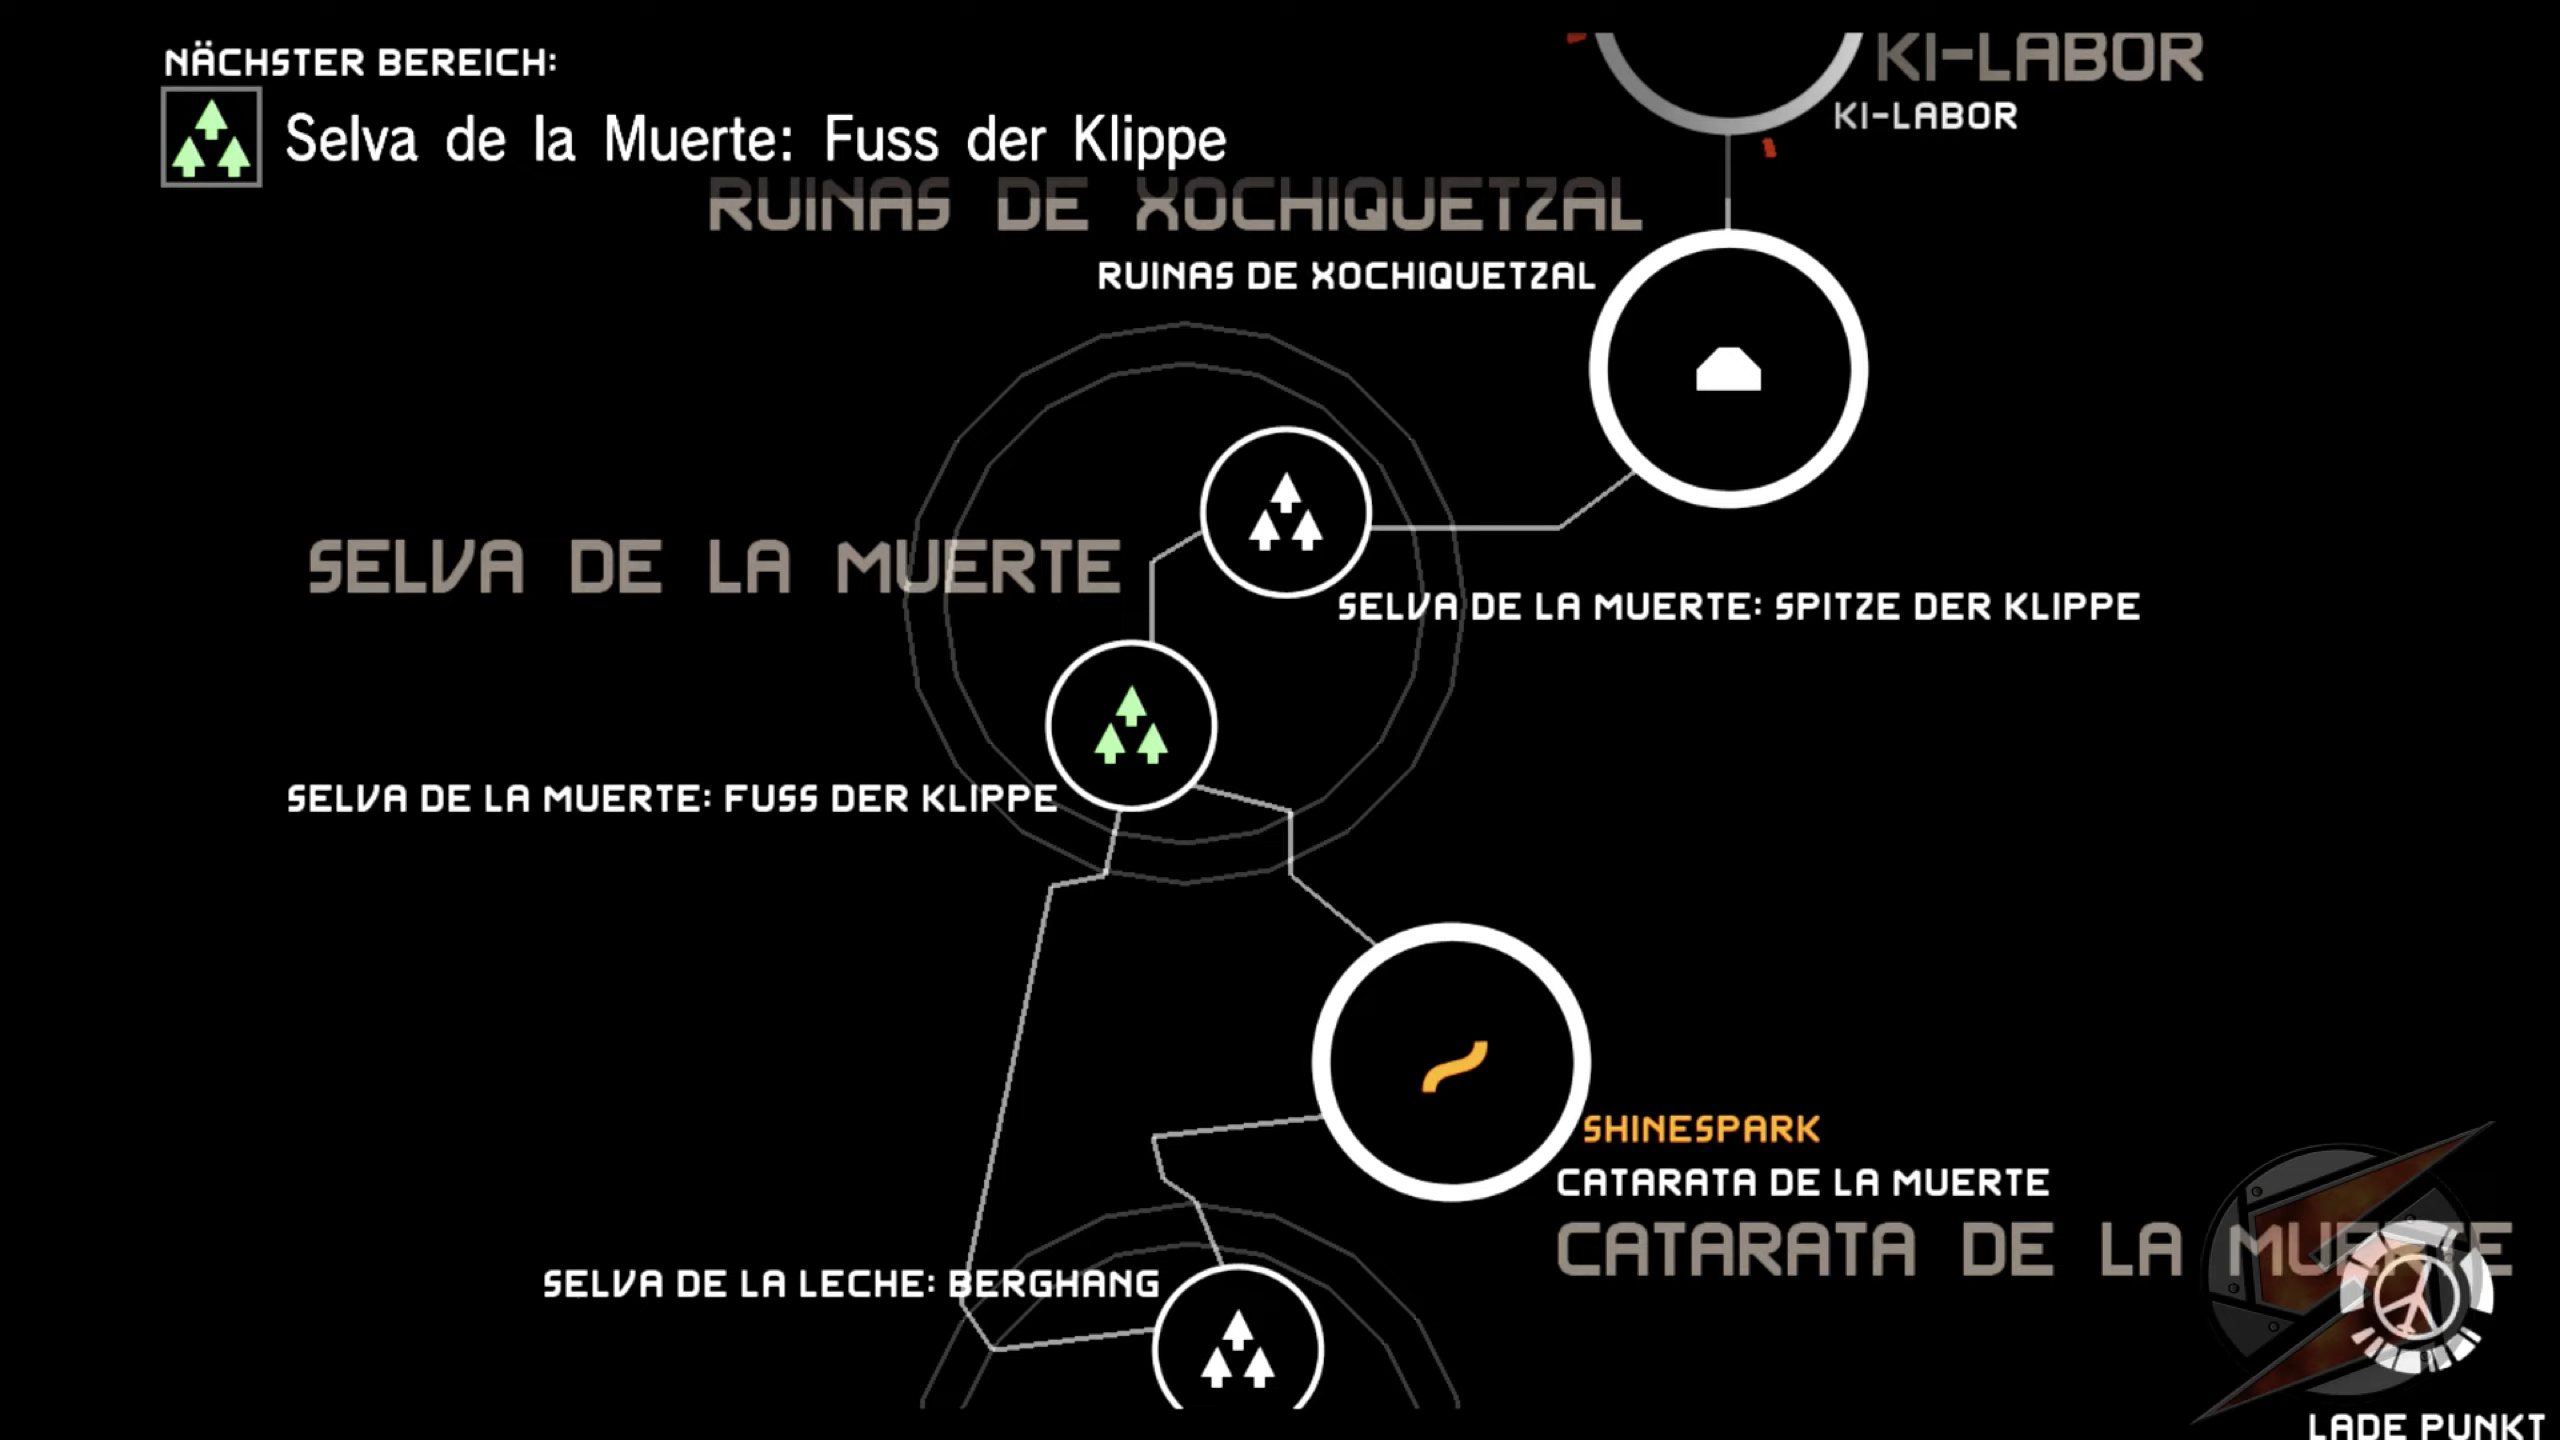 NÄCHSTER BEREICH:
Selva de la Muerte: Fuss der Klippe
KI-LABOR
KI-LABOR
RUINAS DE XOCHIQUETZAL
RUINAS DE XOCHIQUETZAL
SELVA DE LA MUERTE
SELVA DE LA MUERTE: SPITZE DER KLIPPE
SELVA DE LA MUERTE: FUSS DER KLIPPE
SHINESPARK
CATARATA DE LA MUERTE
CATARATA DE LA MUERTE
SELVA DE LA LECHE: BERGHANG
LADE PUNKT